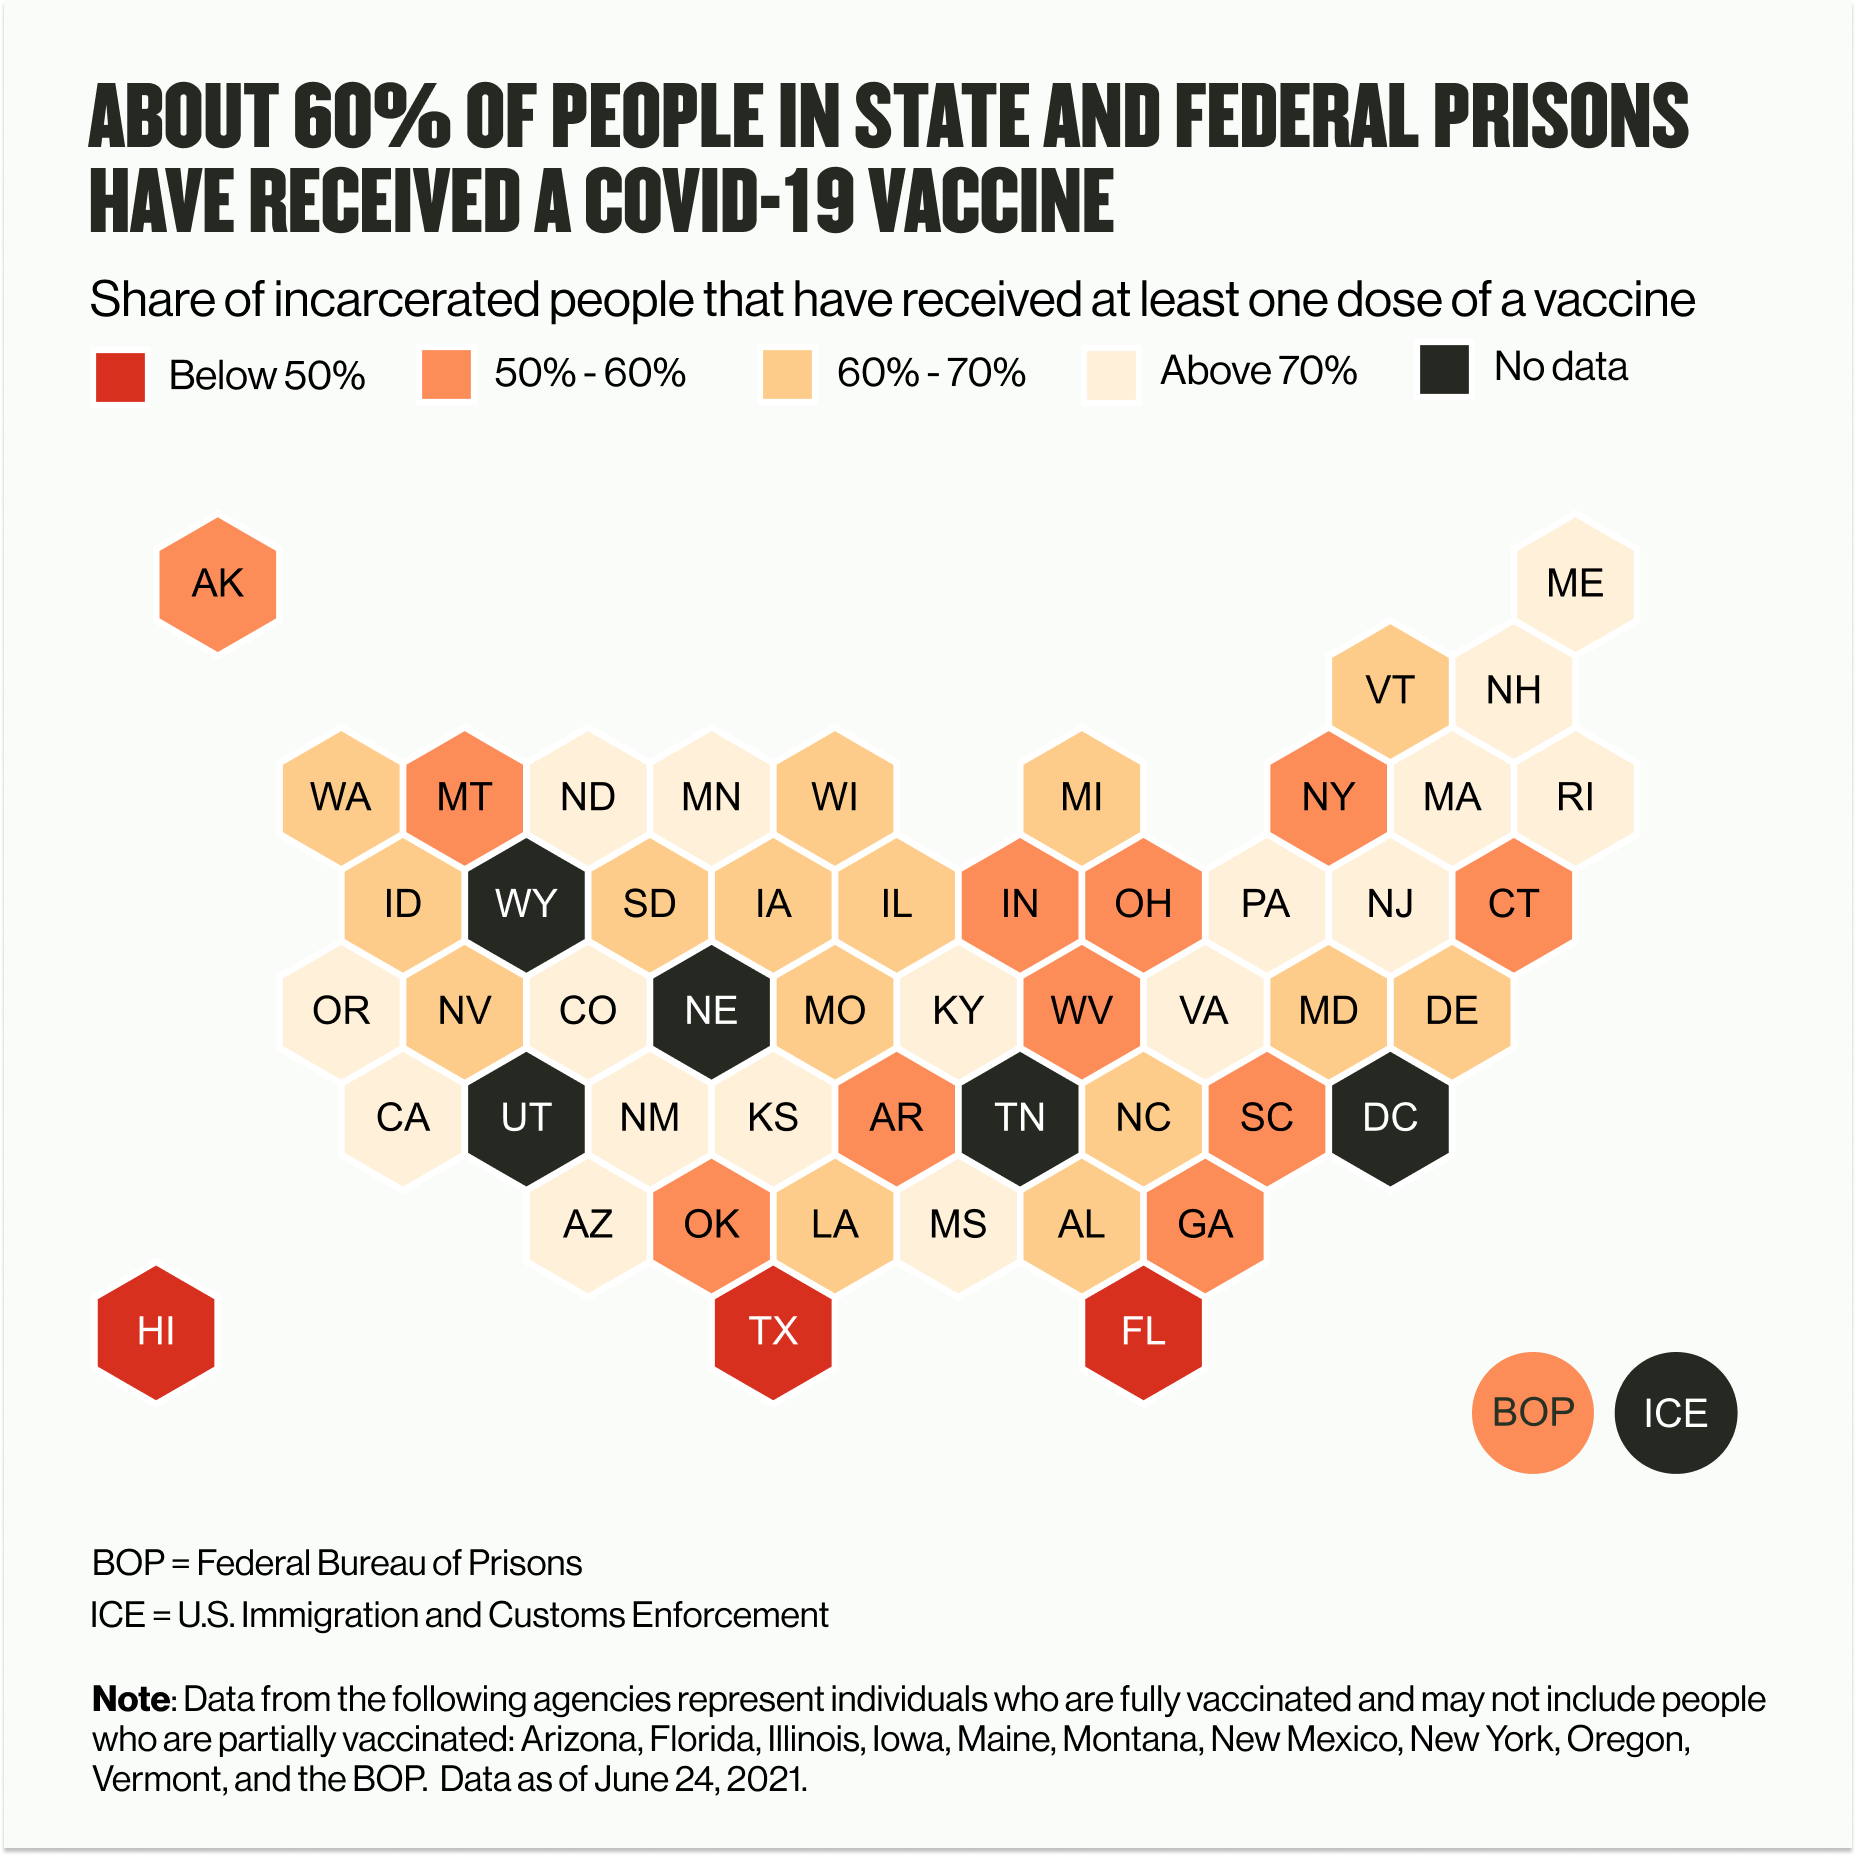 ABOUT 60% OF PEOPLE IN STATE AND FEDERAL PRISONS
HAVE RECEIVED A COVID-19 VACCINE
Share of incarcerated people that have received at least one dose of a vaccine
Below 50% 50% - 60% 60% - 70% Above 70% No data
AK ME
VT NH
WA MT ND MN WI MI NY MA RI
ID WY SD IA IL IN OH PA NJ CT
OR NV CO NE MO KY WV VA MD DE
CA UT NM KS AR TN NC SC DC
AZ OK LA MS AL GA
HI TX FL
BOP ICE
BOP = Federal Bureau of Prisons
ICE = U.S. Immigration and Customs Enforcement
Note: Data from the following agencies represent individuals who are fully vaccinated and may not include people
who are partially vaccinated: Arizona, Florida, Illinois, Iowa, Maine, Montana, New Mexico, New York, Oregon,
Vermont, and the BOP. Data as of June 24, 2021.